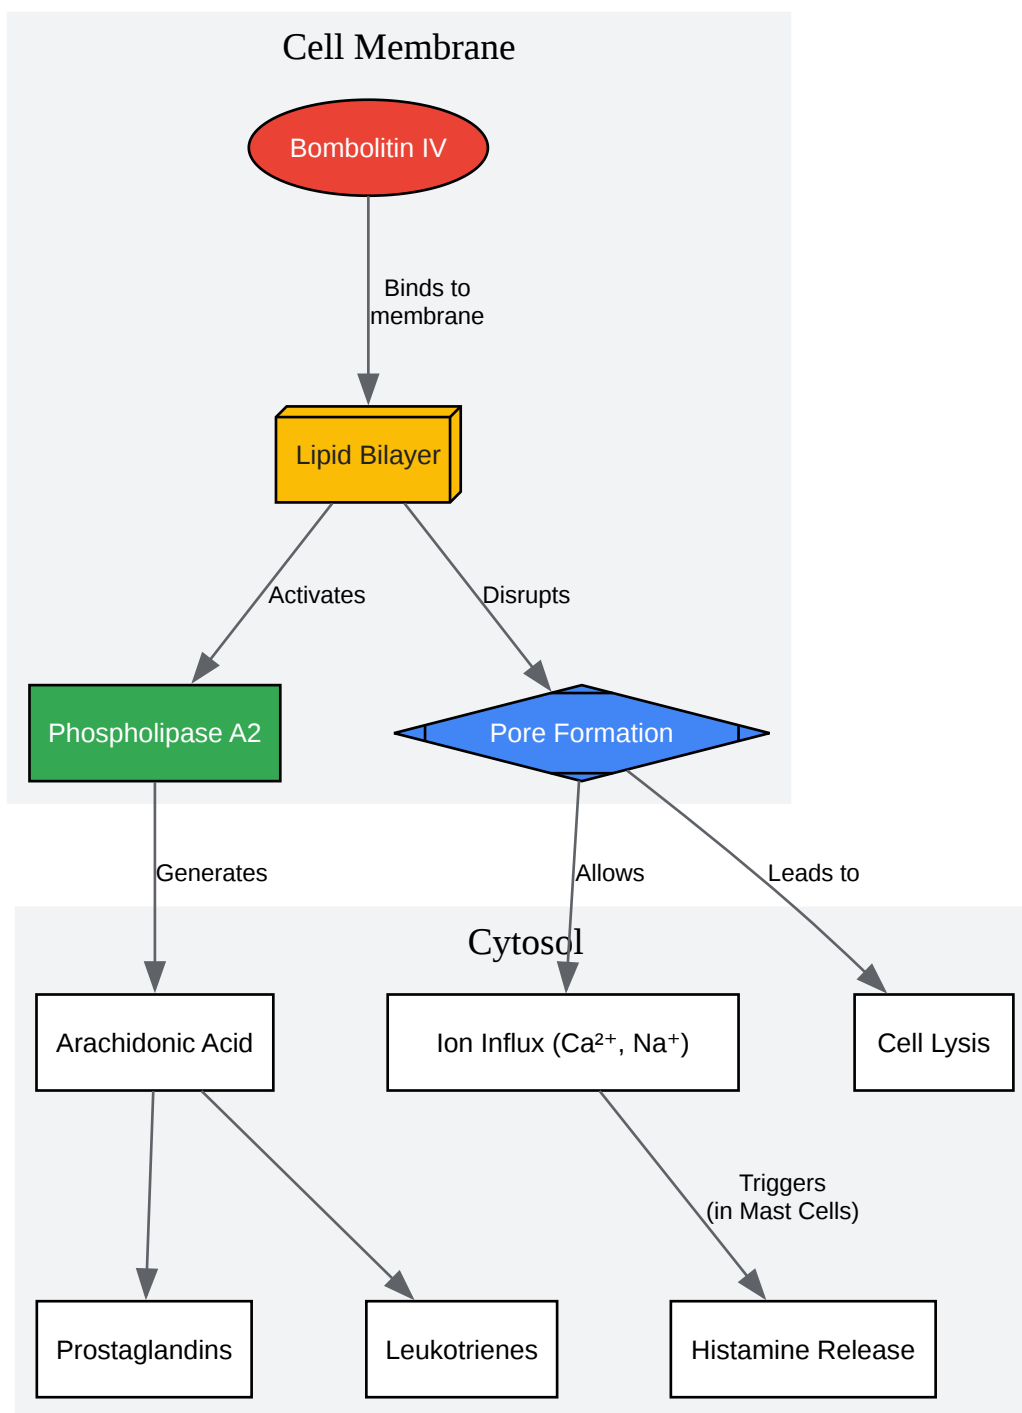 Cell Membrane
Bombolitin IV
Binds to
membrane
Lipid Bilayer
Activates
Disrupts
Phospholipase A2
Pore Formation
Generates
Allows
Leads to
Cytosol
Arachidonic Acid
Ion Influx (Ca²⁺, Na⁺)
Cell Lysis
Triggers
(in Mast Cells)
Prostaglandins
Leukotrienes
Histamine Release